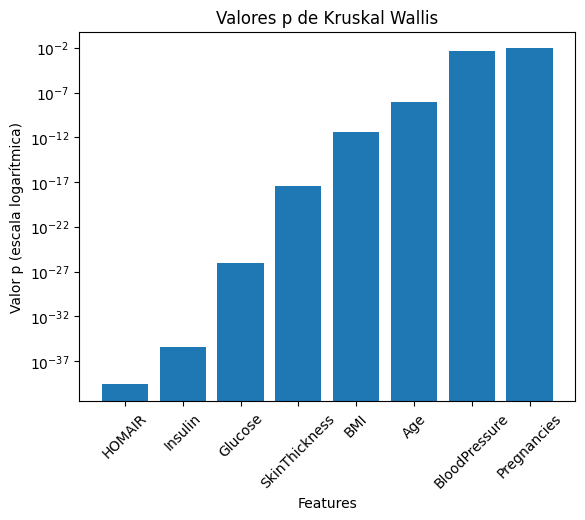 Valores p de Kruskal Wallis
Valor p (escala logarítmica)
10⁻²
10⁻⁷
10⁻¹²
10⁻¹⁷
10⁻²²
10⁻²⁷
10⁻³²
10⁻³⁷
HOMAIR
Insulin
Glucose
SkinThickness
BMI
Age
BloodPressure
Pregnancies
Features